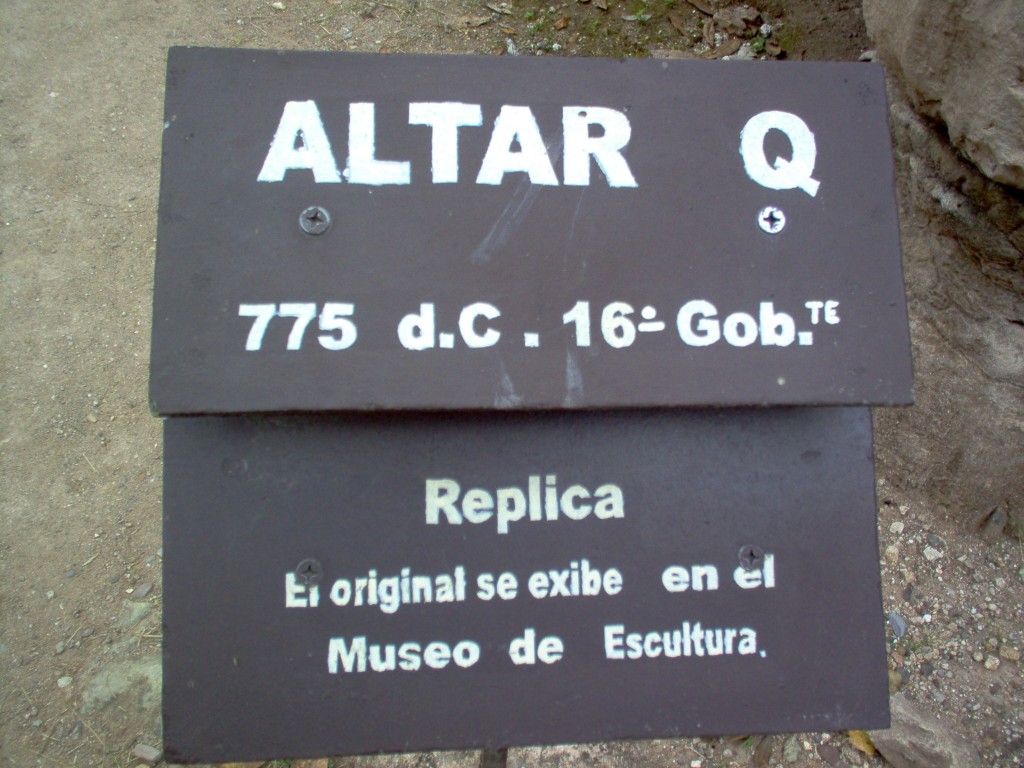 ALTAR Q
775 d.C. 16º Gob.TE
Replica
El original se exibe en el
Museo de Escultura.